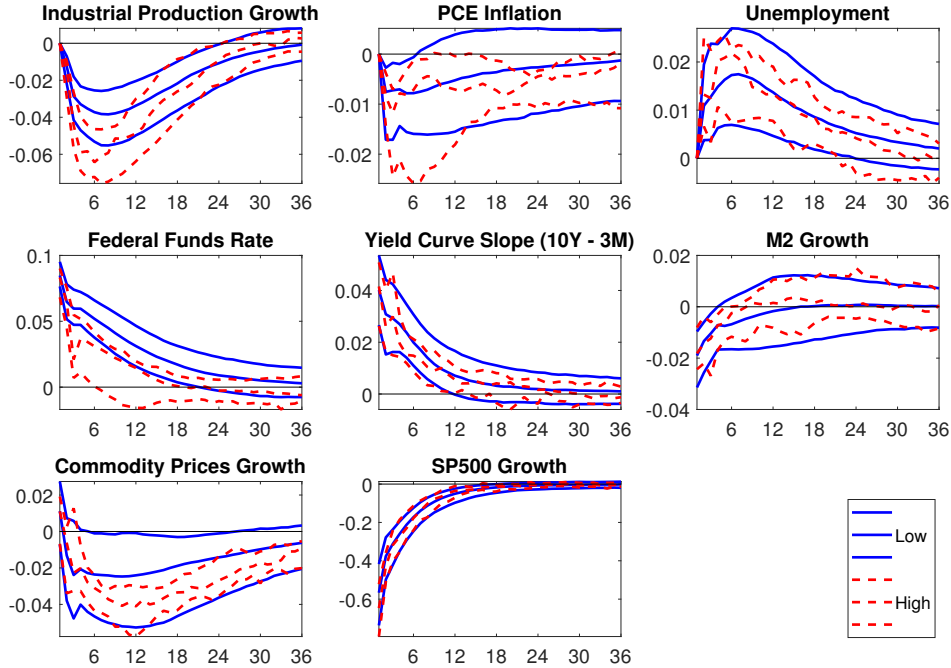 Industrial Production Growth
0
-0.02
-0.04
-0.06
6 12 18 24 30 36
PCE Inflation
0
-0.01
-0.02
6 12 18 24 30 36
Unemployment
0.02
0.01
0
6 12 18 24 30 36
Federal Funds Rate
0.1
0.05
0
6 12 18 24 30 36
Yield Curve Slope (10Y - 3M)
0.04
0.02
0
6 12 18 24 30 36
M2 Growth
0.02
0
-0.02
-0.04
6 12 18 24 30 36
Commodity Prices Growth
0.02
0
-0.02
-0.04
6 12 18 24 30 36
SP500 Growth
0
-0.2
-0.4
-0.6
6 12 18 24 30 36
Low
High